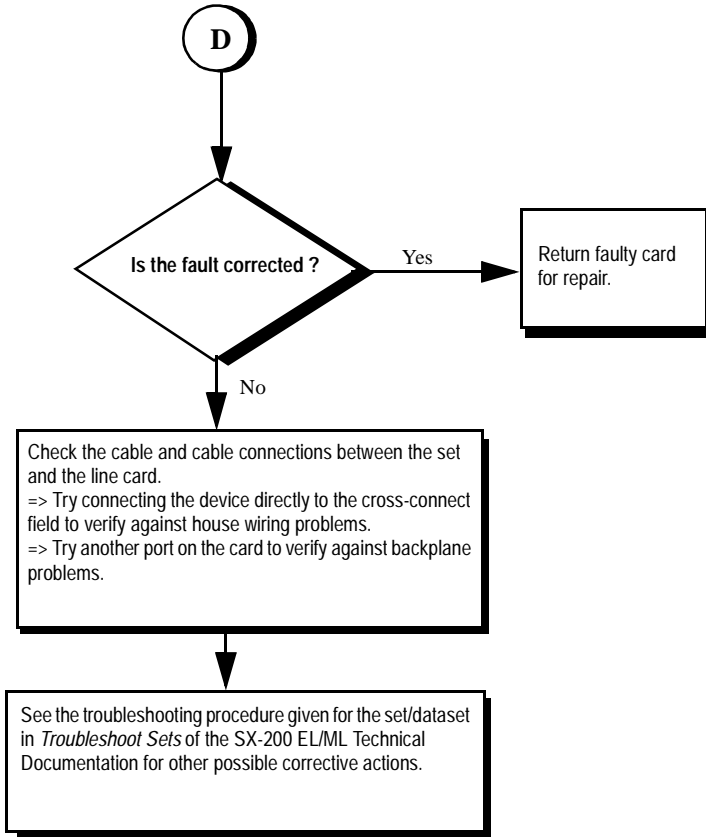 D
Is the fault corrected ?
Yes
Return faulty card
for repair.
No
Check the cable and cable connections between the set
and the line card.
=> Try connecting the device directly to the cross-connect
field to verify against house wiring problems.
=> Try another port on the card to verify against backplane
problems.
See the troubleshooting procedure given for the set/dataset
in Troubleshoot Sets of the SX-200 EL/ML Technical
Documentation for other possible corrective actions.